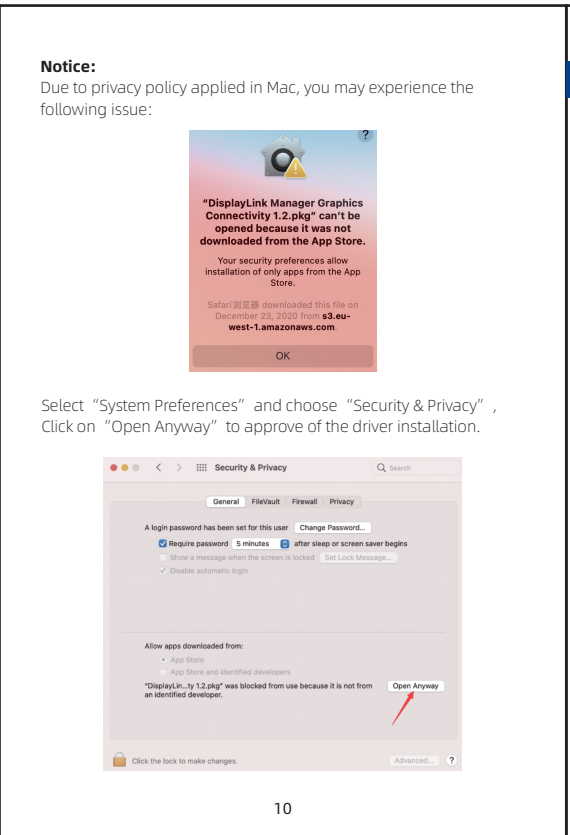 Notice:
Due to privacy policy applied in Mac, you may experience the
following issue:
?
“DisplayLink Manager Graphics
Connectivity 1.2.pkg” can’t be
opened because it was not
downloaded from the App Store.
Your security preferences allow
installation of only apps from the App
Store.
Safari浏览器 downloaded this file on
December 23, 2020 from s3.eu-
west-1.amazonaws.com.
OK
Select “System Preferences” and choose “Security & Privacy”,
Click on “Open Anyway” to approve of the driver installation.
Security & Privacy
Search
General FileVault Firewall Privacy
A login password has been set for this user Change Password...
Require password 5 minutes after sleep or screen saver begins
Show a message when the screen is locked Set Lock Message...
Disable automatic login
Allow apps downloaded from:
App Store
App Store and identified developers
“DisplayLin...ty 1.2.pkg” was blocked from use because it is not from Open Anyway
an identified developer.
Click the lock to make changes. Advanced... ?
10